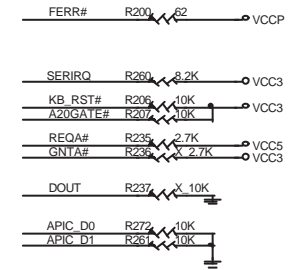 FERR# R200 62 VCCP
SERIRQ R260 8.2K VCC3
KB_RST# R206 10K VCC3
A20GATE# R207 10K
REQA# R235 2.7K VCC5
GNTA# R236 X_2.7K VCC3
DOUT R237 X_10K
APIC_D0 R272 10K
APIC_D1 R261 10K